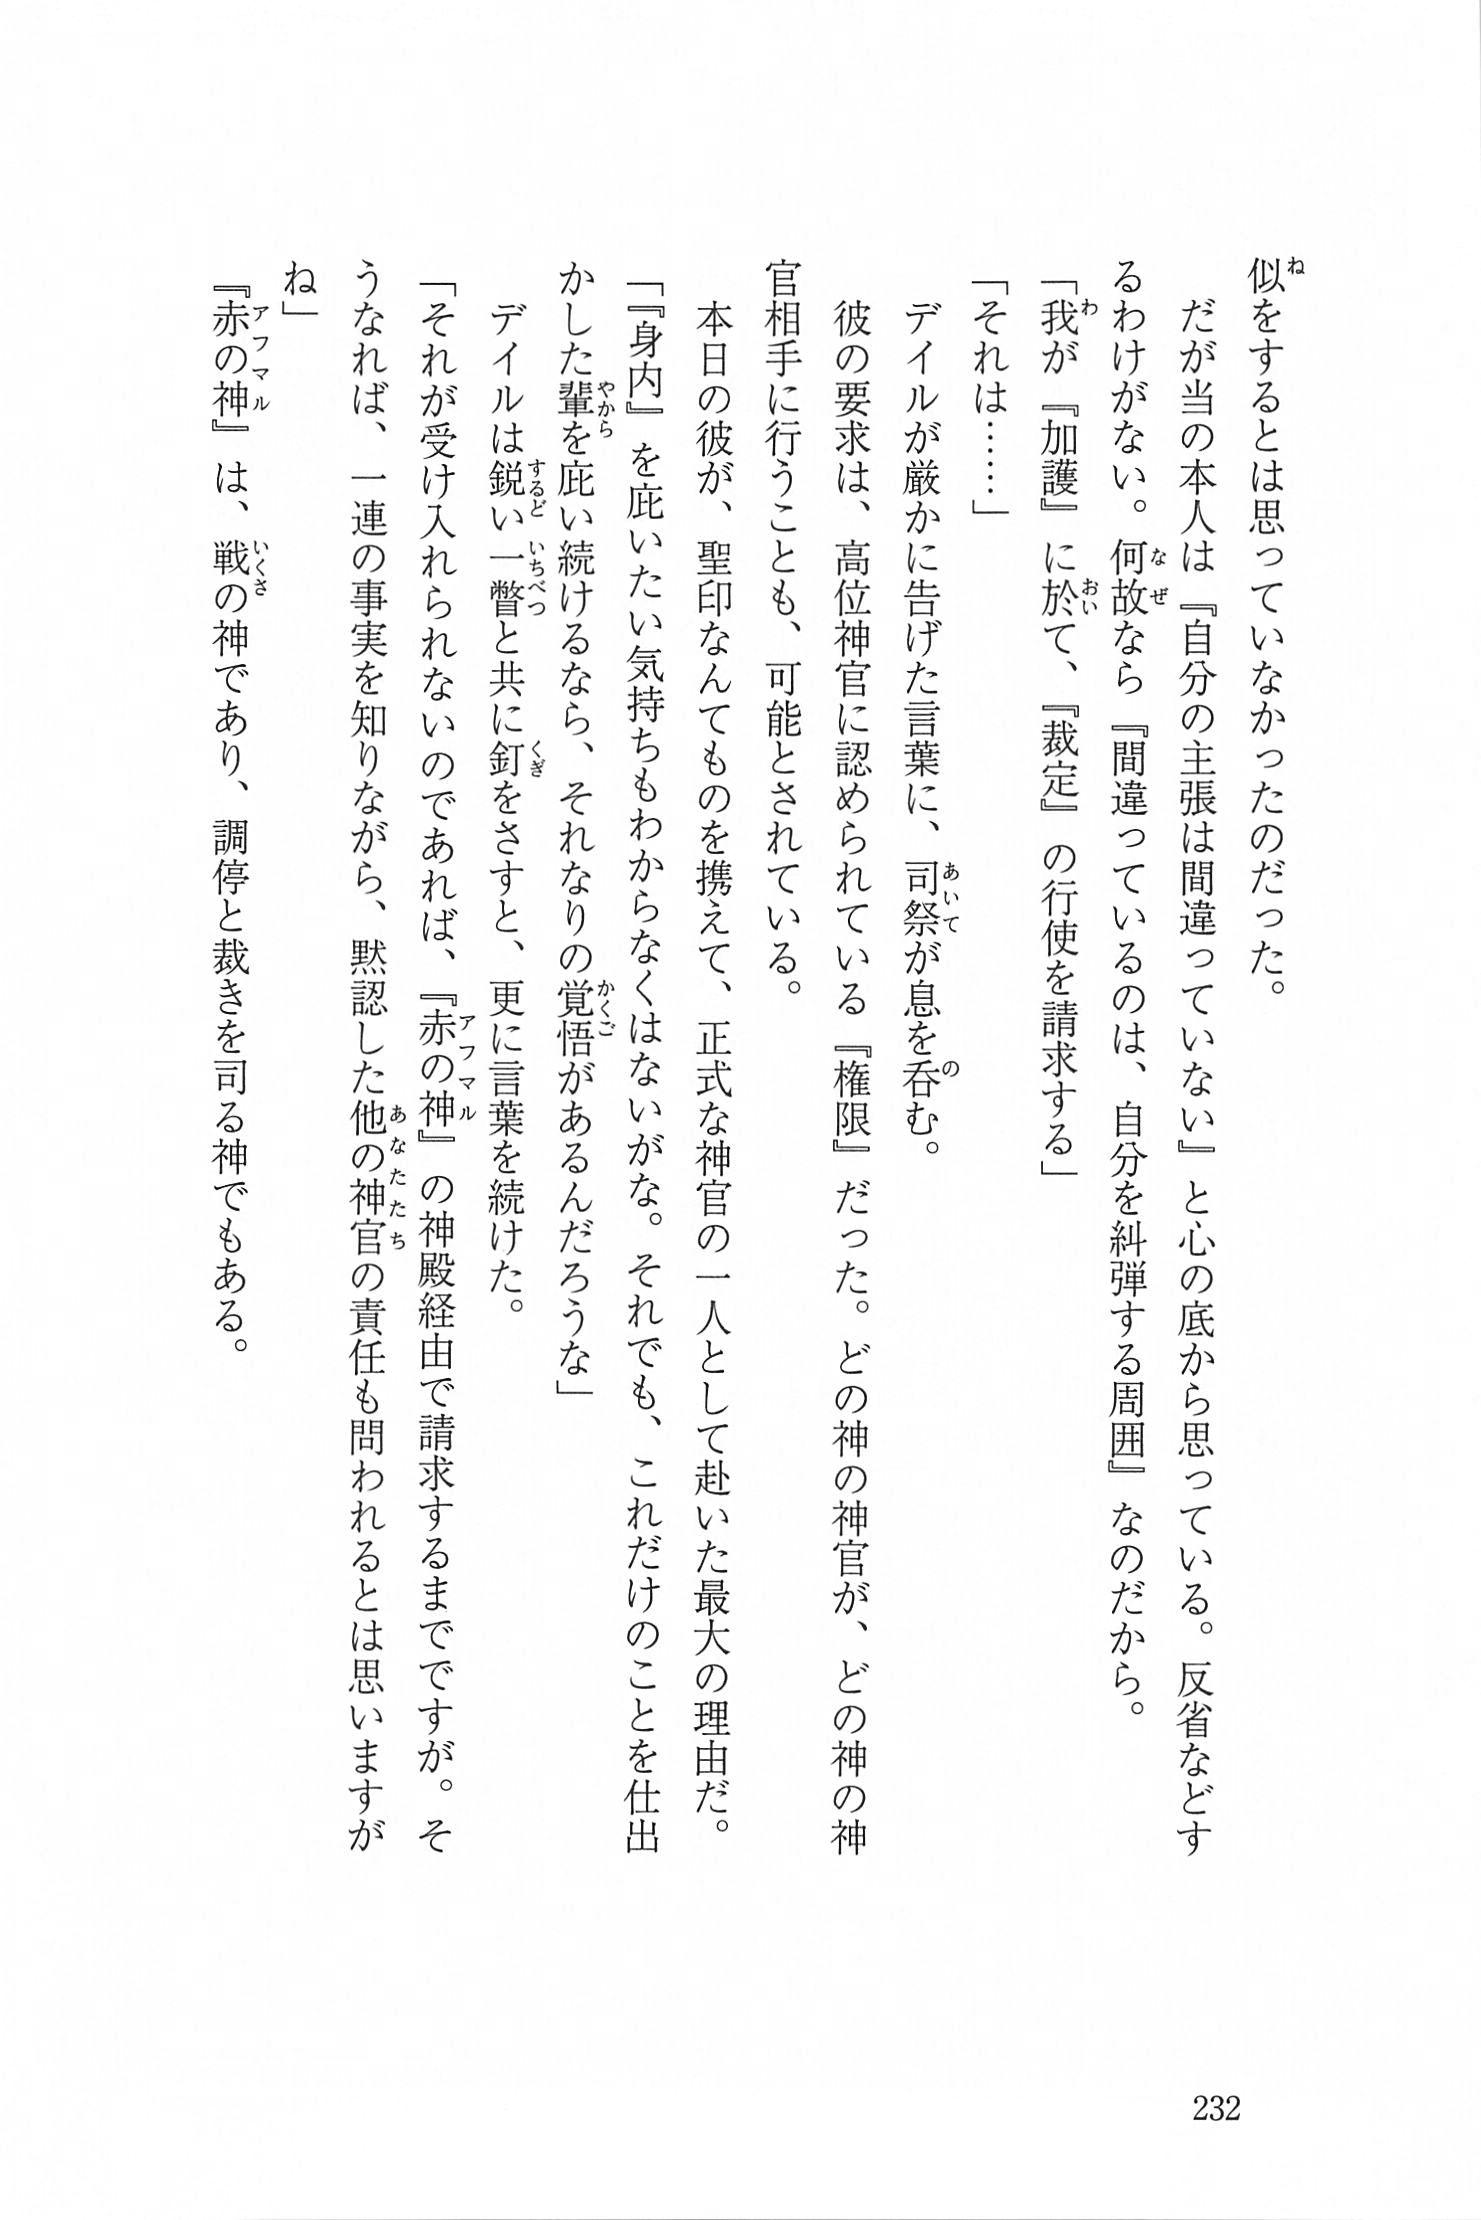 似をするとは思っていなかったのだった。
だが当の本人は『自分の主張は間違っていない』と心の底から思っている。反省などす
るわけがない。何故なら『間違っているのは、自分を糾弾する周囲』なのだから。
「我が『加護』に於て、『裁定』の行使を請求する」
「それは……」
デイルが厳かに告げた言葉に、司祭が息を呑む。
彼の要求は、高位神官に認められている『権限』だった。どの神の神官が、どの神の神
官相手に行うことも、可能とされている。
本日の彼が、聖印なんてものを携えて、正式な神官の一人として赴いた最大の理由だ。
「『身内』を庇いたい気持ちもわからなくはないがな。それでも、これだけのことを仕出
かした輩を庇い続けるなら、それなりの覚悟があるんだろうな」
デイルは鋭い一瞥と共に釘をさすと、更に言葉を続けた。
「それが受け入れられないのであれば、『赤の神』の神殿経由で請求するまでですが。そ
うなれば、一連の事実を知りながら、黙認した他の神官の責任も問われるとは思いますが
ね」
『赤の神』は、戦の神であり、調停と裁きを司る神でもある。
232